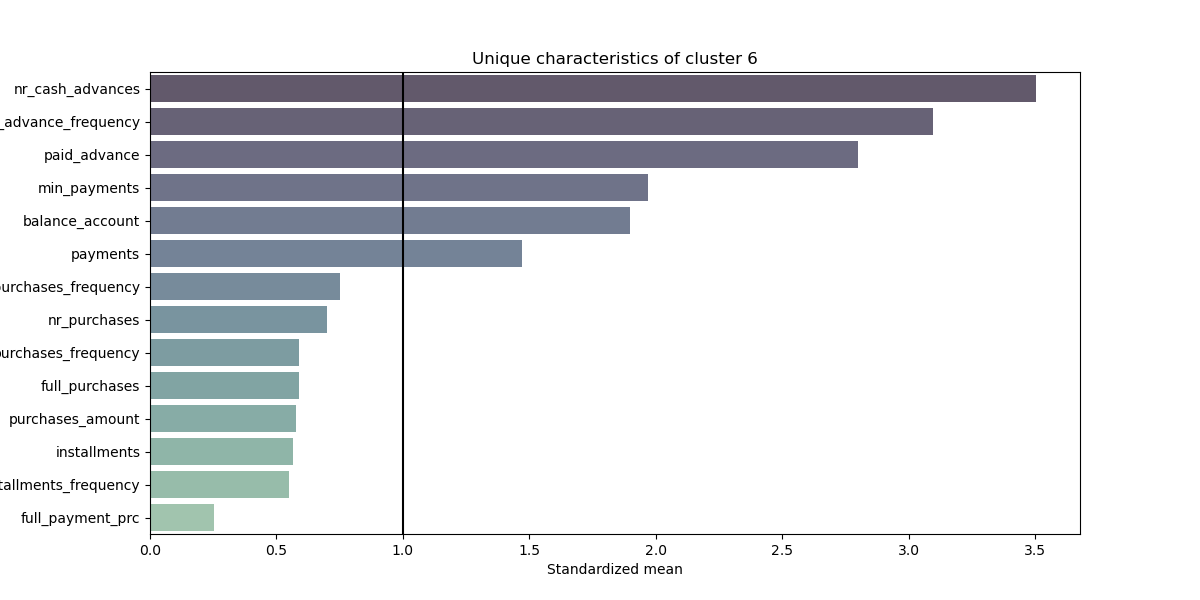 Unique characteristics of cluster 6
nr_cash_advances
_advance_frequency
paid_advance
min_payments
balance_account
payments
purchases_frequency
nr_purchases
purchases_frequency
full_purchases
purchases_amount
installments
tallments_frequency
full_payment_prc
0.0 0.5 1.0 1.5 2.0 2.5 3.0 3.5
Standardized mean